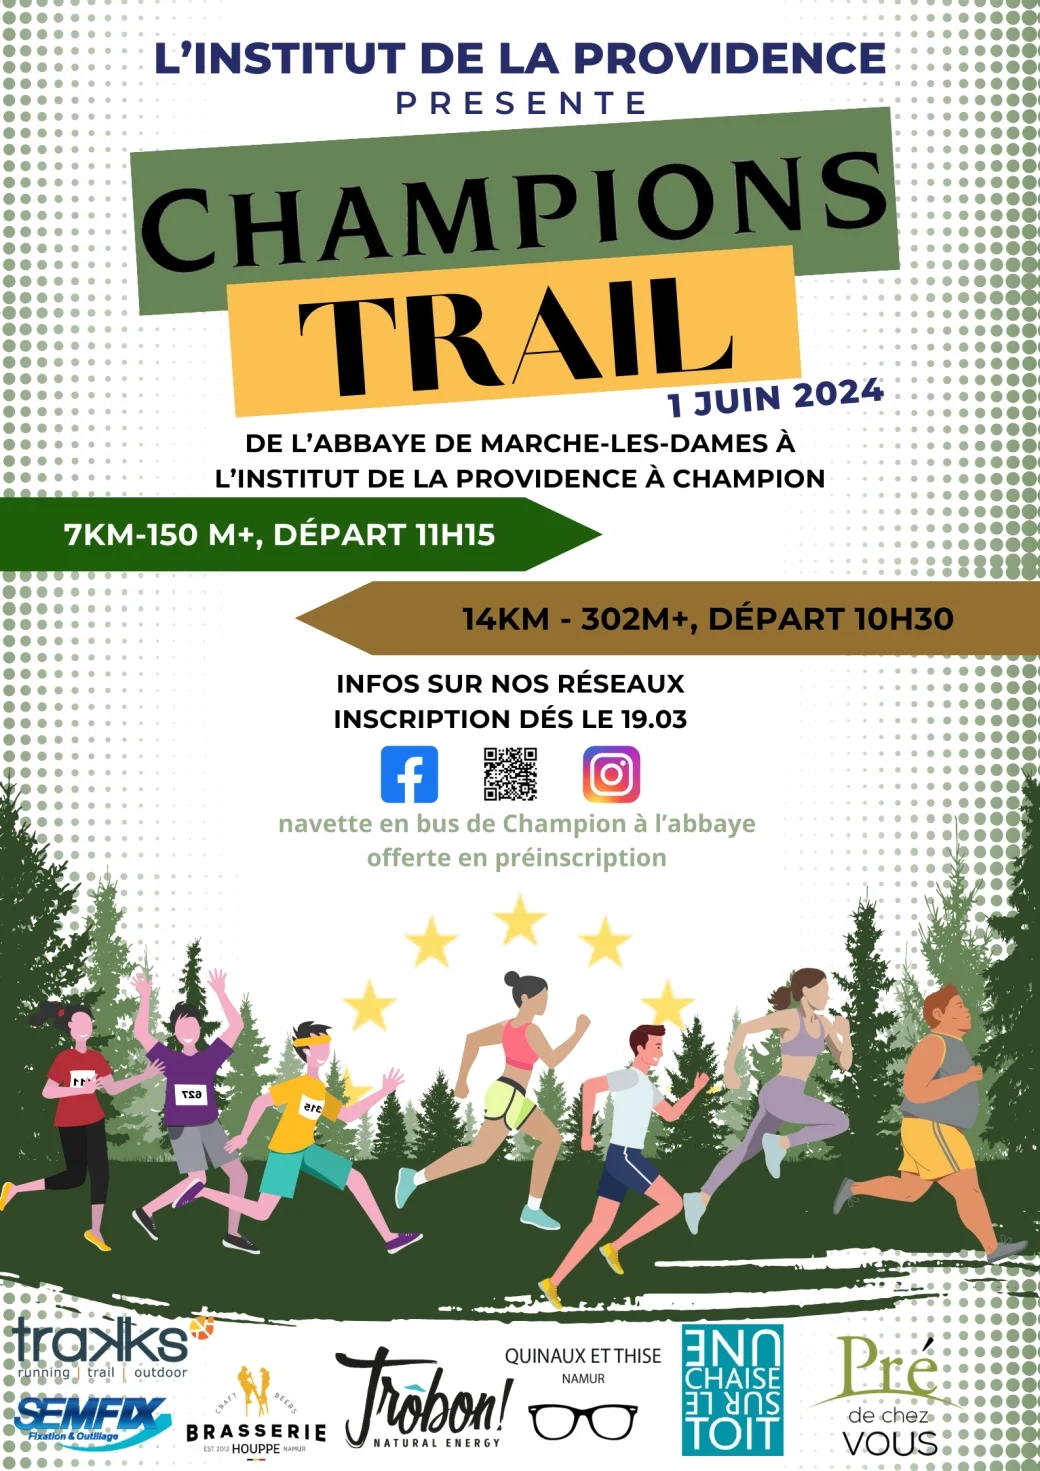 L'INSTITUT DE LA PROVIDENCE
PRESENTE
CHAMPIONS
TRAIL
1 JUIN 2024
DE L'ABBAYE DE MARCHE-LES-DAMES À
L'INSTITUT DE LA PROVIDENCE À CHAMPION
7KM-150 M+, DÉPART 11H15
14KM - 302M+, DÉPART 10H30
INFOS SUR NOS RÉSEAUX
INSCRIPTION DÉS LE 19.03
navette en bus de Champion à l'abbaye
offerte en préinscription
627
315
trakks
running | trail | outdoor
SEMFIX
Fixation & Outillage
CRAFT BEERS
BRASSERIE
EST. 2013 HOUPPE NAMUR
Tròbon!
NATURAL ENERGY
QUINAUX ET THISE
NAMUR
UNE
CHAISE
SUR LE
TOIT
Pré
de chez
VOUS